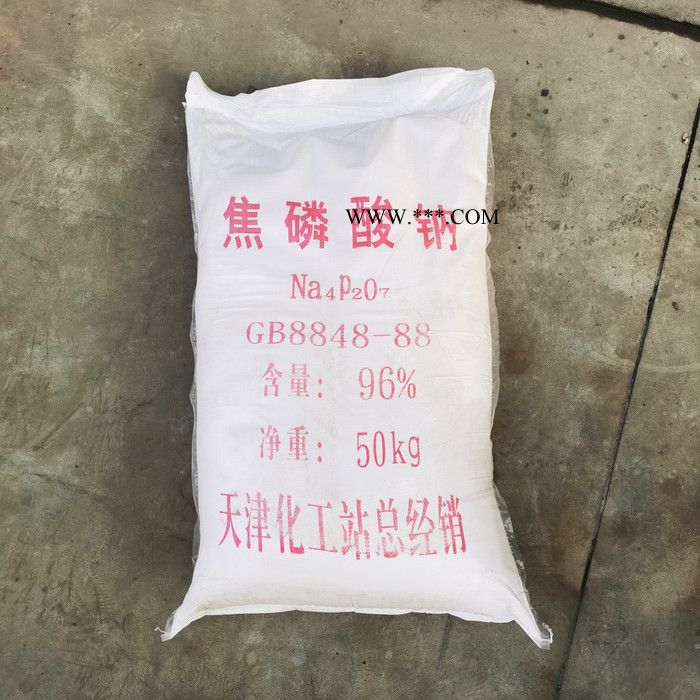 焦磷酸钠
WWW.***.COM
Na₄P₂O₇
GB8848-88
含量: 96%
净重: 50kg
天津化工站总经销